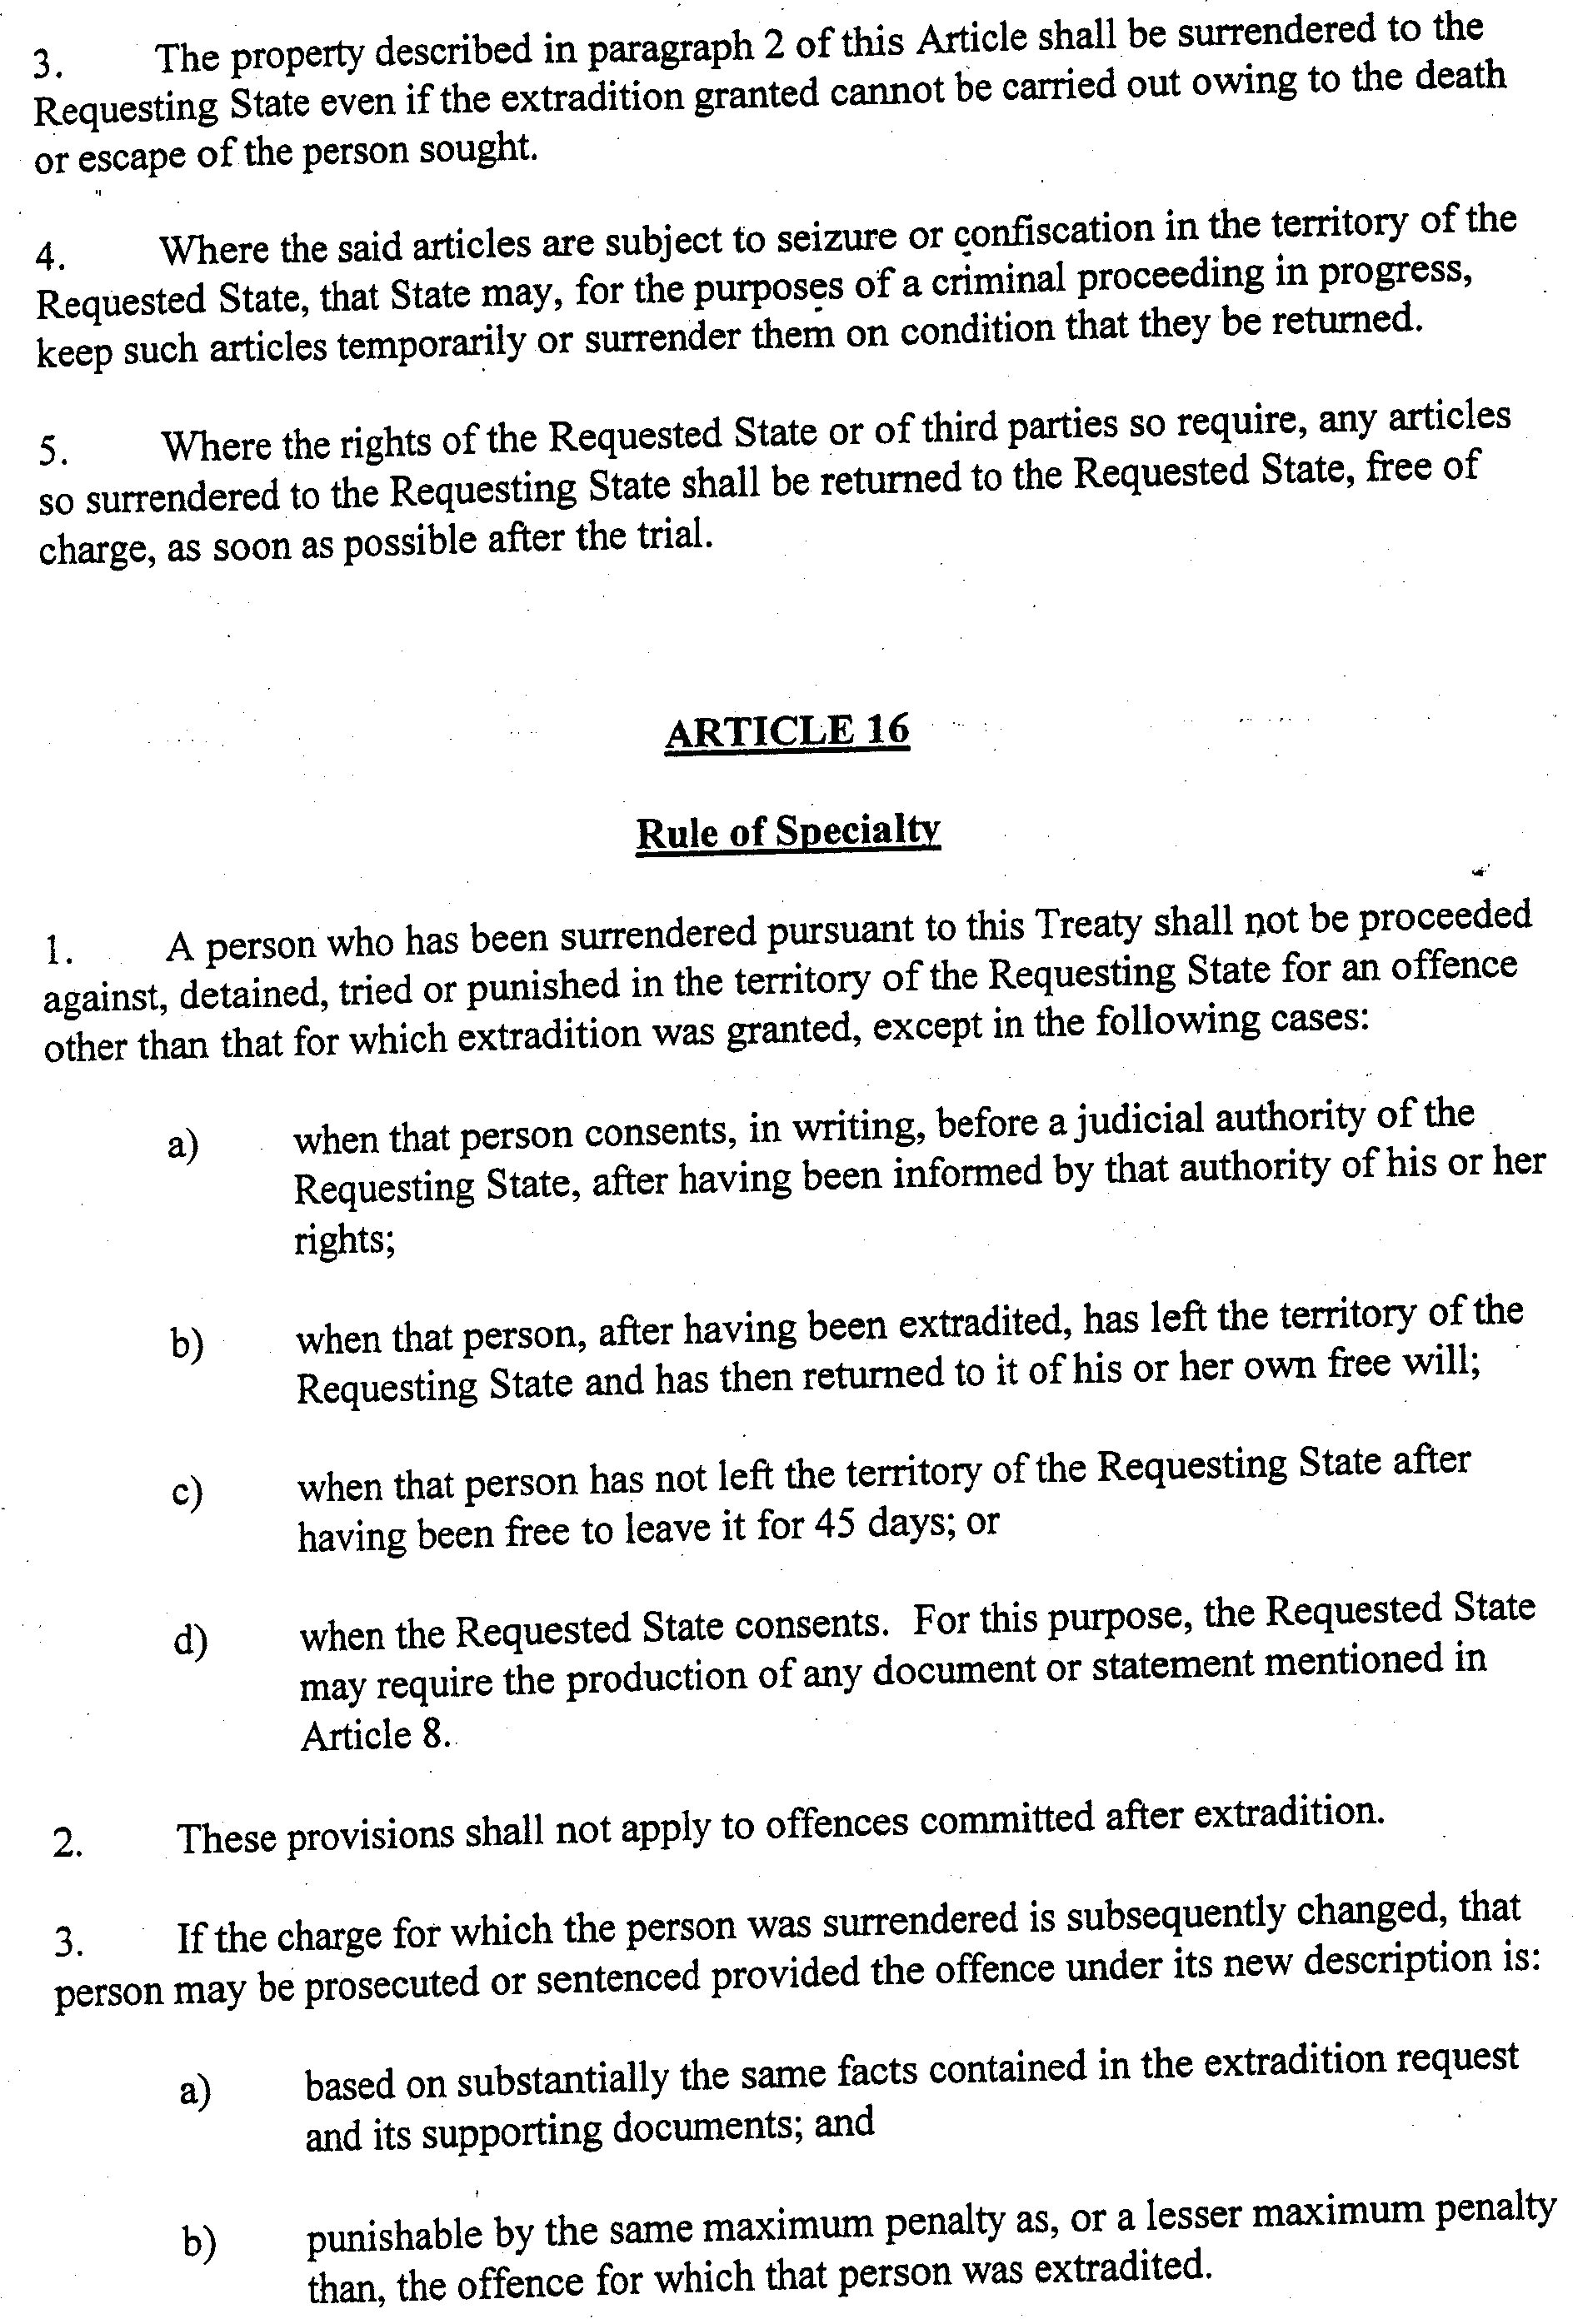 3. The property described in paragraph 2 of this Article shall be surrendered to the
Requesting State even if the extradition granted cannot be carried out owing to the death
or escape of the person sought.
4. Where the said articles are subject to seizure or confiscation in the territory of the
Requested State, that State may, for the purposes of a criminal proceeding in progress,
keep such articles temporarily or surrender them on condition that they be returned.
5. Where the rights of the Requested State or of third parties so require, any articles
so surrendered to the Requesting State shall be returned to the Requested State, free of
charge, as soon as possible after the trial.
ARTICLE 16
Rule of Specialty
1. A person who has been surrendered pursuant to this Treaty shall not be proceeded
against, detained, tried or punished in the territory of the Requesting State for an offence
other than that for which extradition was granted, except in the following cases:
a) when that person consents, in writing, before a judicial authority of the
Requesting State, after having been informed by that authority of his or her
rights;
b) when that person, after having been extradited, has left the territory of the
Requesting State and has then returned to it of his or her own free will;
c) when that person has not left the territory of the Requesting State after
having been free to leave it for 45 days; or
d) when the Requested State consents. For this purpose, the Requested State
may require the production of any document or statement mentioned in
Article 8.
2. These provisions shall not apply to offences committed after extradition.
3. If the charge for which the person was surrendered is subsequently changed, that
person may be prosecuted or sentenced provided the offence under its new description is:
a) based on substantially the same facts contained in the extradition request
and its supporting documents; and
b) punishable by the same maximum penalty as, or a lesser maximum penalty
than, the offence for which that person was extradited.